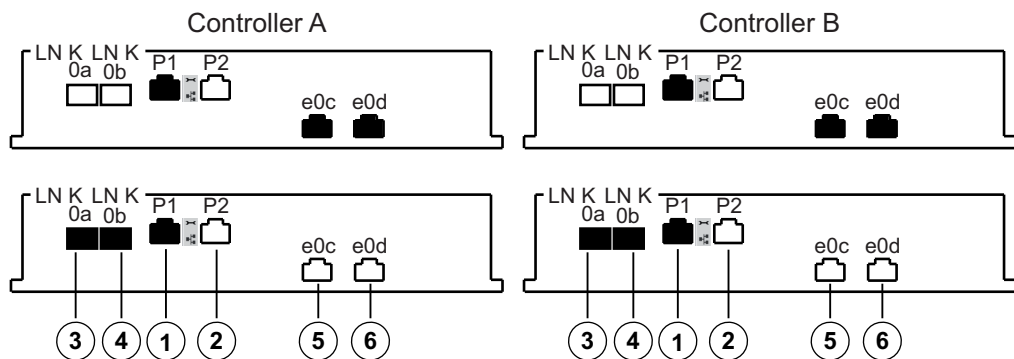 Controller A Controller B
LN K LN K P1 P2 LN K LN K P1 P2
0a 0b 0a 0b
e0c e0d e0c e0d
LN K LN K P1 P2 LN K LN K P1 P2
0a 0b 0a 0b
e0c e0d e0c e0d
3 4 1 2 5 6 3 4 1 2 5 6